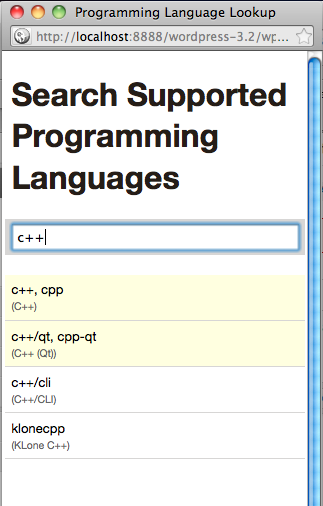 Programming Language Lookup
http://localhost:8888/wordpress-3.2/wp...
Search Supported
Programming
Languages
c++
c++, cpp
(C++)
c++/qt, cpp-qt
(C++ (Qt))
c++/cli
(C++/CLI)
klonecpp
(KLone C++)